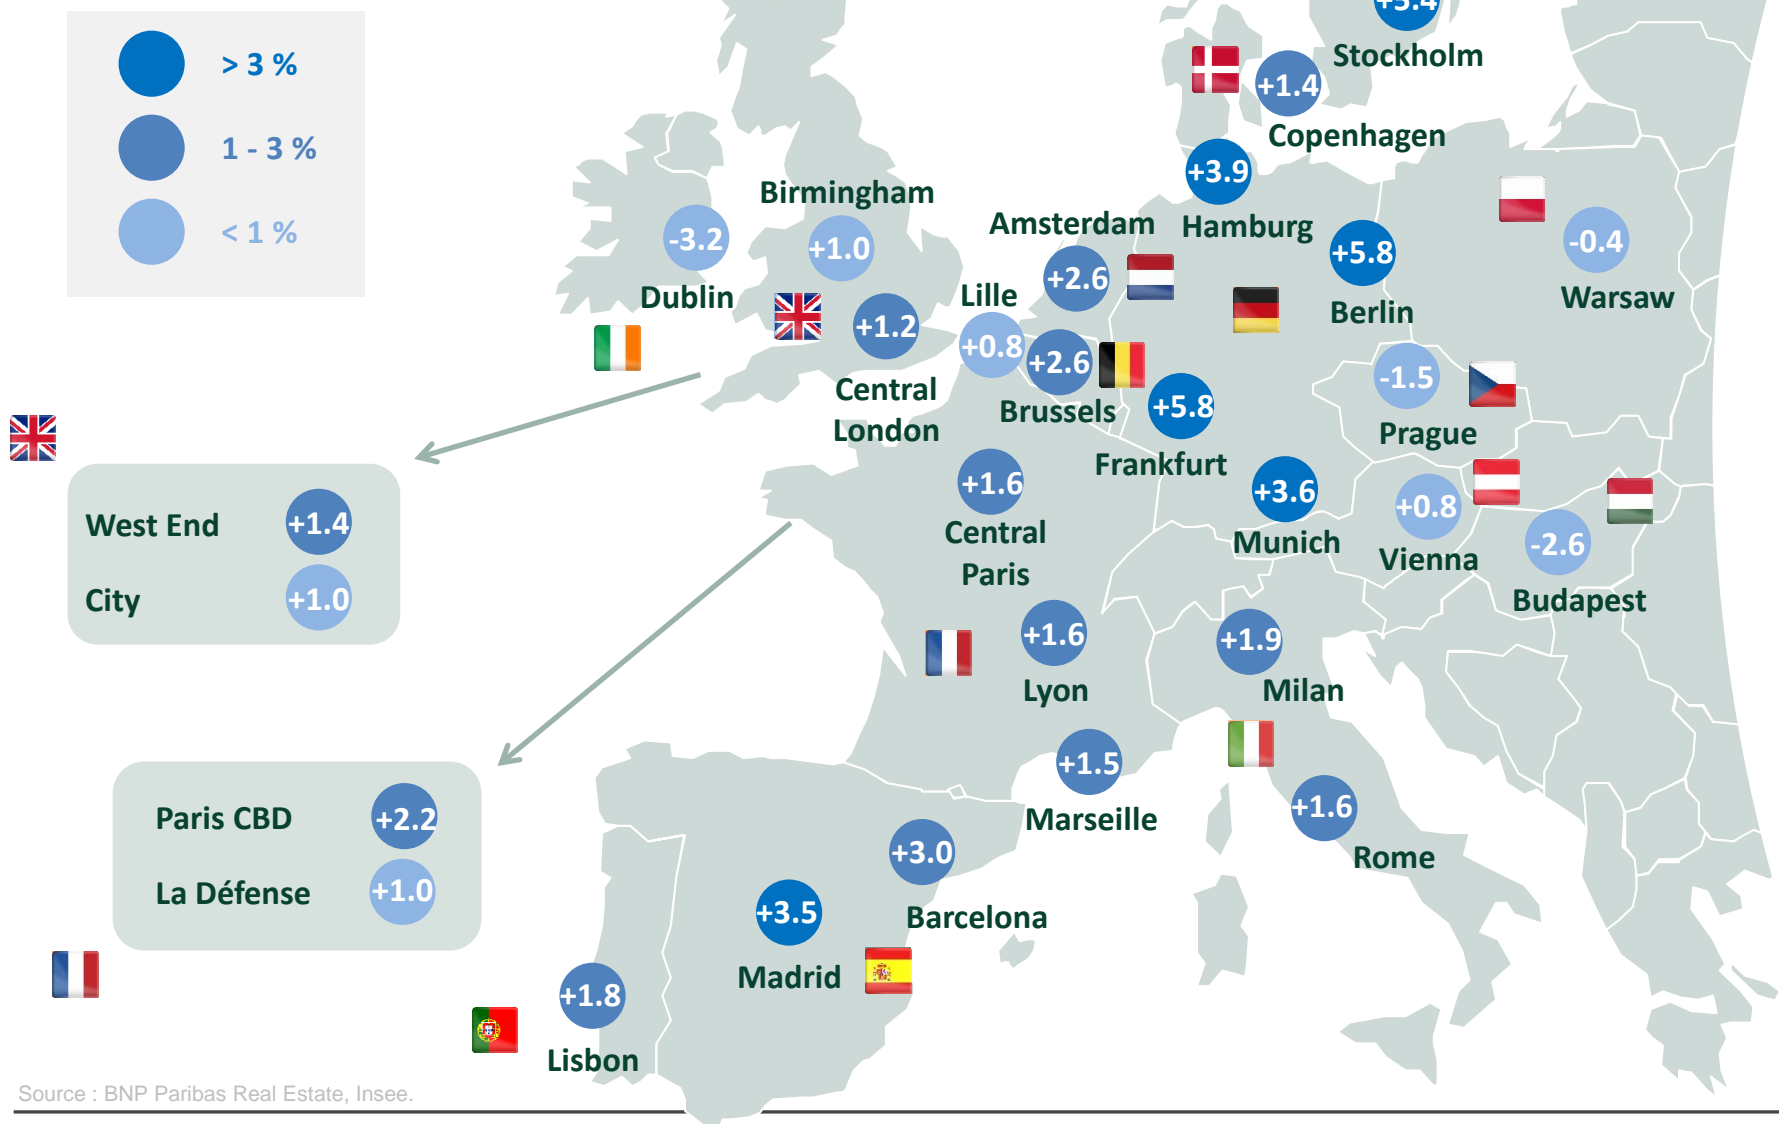 > 3 %
1 - 3 %
< 1 %
+5.4
Stockholm
+1.4
Copenhagen
+3.9
Hamburg
Birmingham
+1.0
-3.2
Dublin
Amsterdam
+2.6
+5.8
Berlin
-0.4
Warsaw
Lille
+0.8
+1.2
Central
London
+2.6
Brussels
+5.8
Frankfurt
-1.5
Prague
+1.6
Central
Paris
+3.6
Munich
+0.8
Vienna
-2.6
Budapest
West End
+1.4
City
+1.0
+1.6
Lyon
+1.9
Milan
+1.5
Marseille
+1.6
Rome
Paris CBD
+2.2
La Défense
+1.0
+3.0
Barcelona
+3.5
Madrid
+1.8
Lisbon
Source : BNP Paribas Real Estate, Insee.